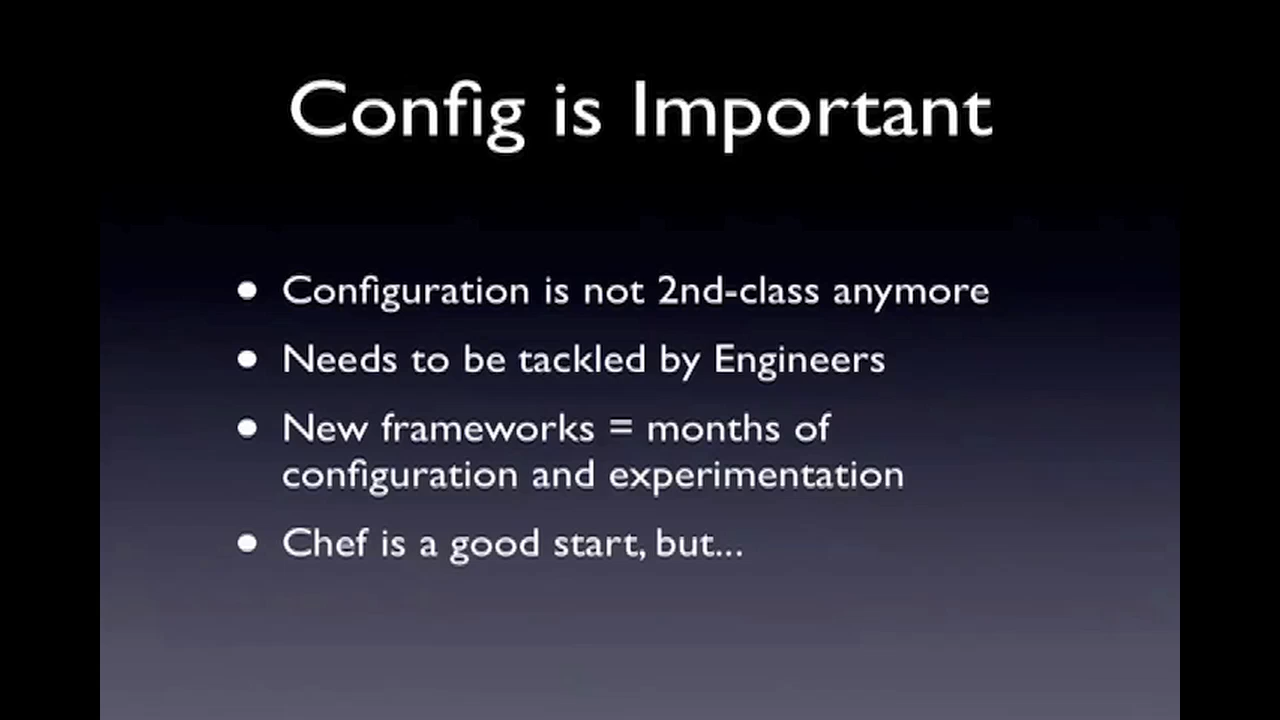 Config is Important
• Configuration is not 2nd-class anymore
• Needs to be tackled by Engineers
• New frameworks = months of
configuration and experimentation
• Chef is a good start, but...